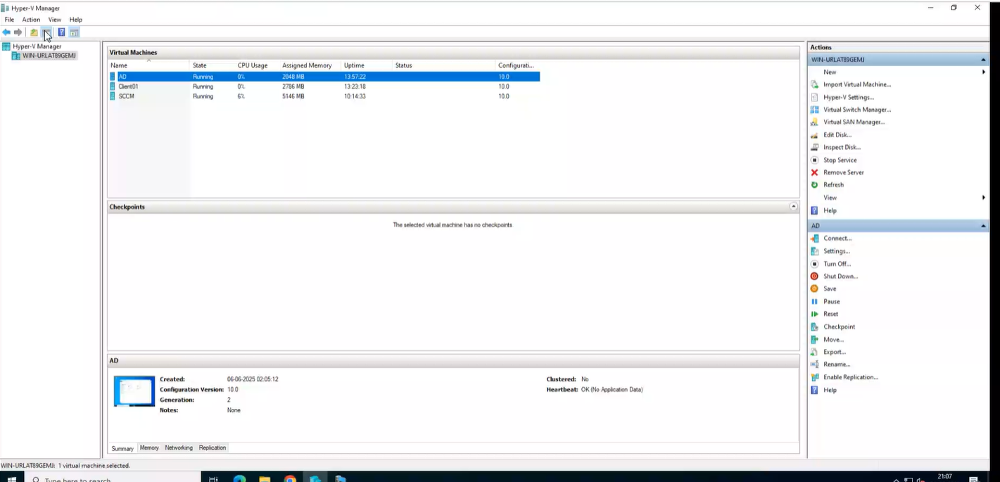 Hyper-V Manager
File Action View Help
Hyper-V Manager
WIN-URLAT89GEMJ
Virtual Machines
Name State CPU Usage Assigned Memory Uptime Status Configurati...
AD Running 0% 2048 MB 13:57:22 10.0
Client01 Running 0% 2786 MB 13:23:18 10.0
SCCM Running 6% 5146 MB 10:14:33 10.0
Checkpoints
The selected virtual machine has no checkpoints.
AD
Created: 06-06-2025 02:05:12 Clustered: No
Configuration Version: 10.0 Heartbeat: OK (No Application Data)
Generation: 2
Notes: None
Summary Memory Networking Replication
Actions
WIN-URLAT89GEMJ
New
Import Virtual Machine...
Hyper-V Settings...
Virtual Switch Manager...
Virtual SAN Manager...
Edit Disk...
Inspect Disk...
Stop Service
Remove Server
Refresh
View
Help
AD
Connect...
Settings...
Turn Off...
Shut Down...
Save
Pause
Reset
Checkpoint
Move...
Export...
Rename...
Enable Replication...
Help
WIN-URLAT89GEMJ: 1 virtual machine selected.
Type here to search
21:07